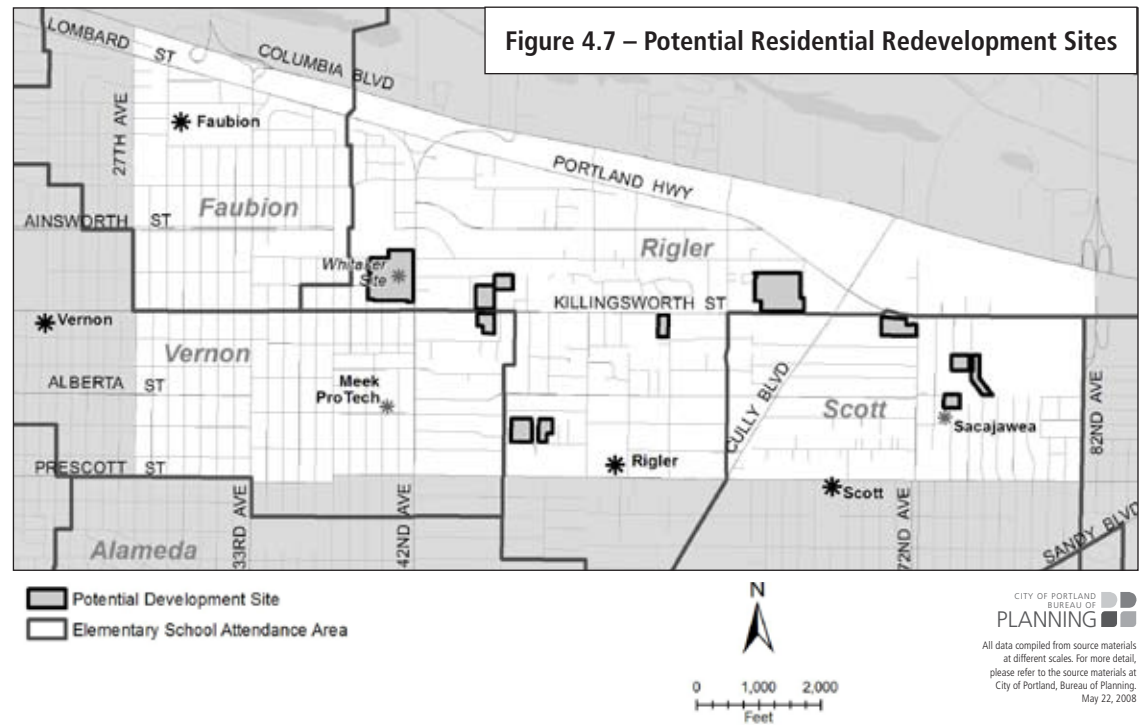 Figure 4.7 – Potential Residential Redevelopment Sites
LOMBARD ST
COLUMBIA BLVD
27TH AVE
Faubion
PORTLAND HWY
AINSWORTH ST
Faubion
Rigler
Whitaker
Site
KILLINGSWORTH ST
Vernon
Vernon
ALBERTA ST
Meek
ProTech
CULLY BLVD
Scott
Sacajawea
82ND AVE
PRESCOTT ST
Rigler
Scott
33RD AVE
42ND AVE
72ND AVE
SANDY BLVD
Alameda
Potential Development Site
Elementary School Attendance Area
N
0 1,000 2,000
Feet
CITY OF PORTLAND
BUREAU OF
PLANNING
All data compiled from source materials
at different scales. For more detail,
please refer to the source materials at
City of Portland, Bureau of Planning.
May 22, 2008